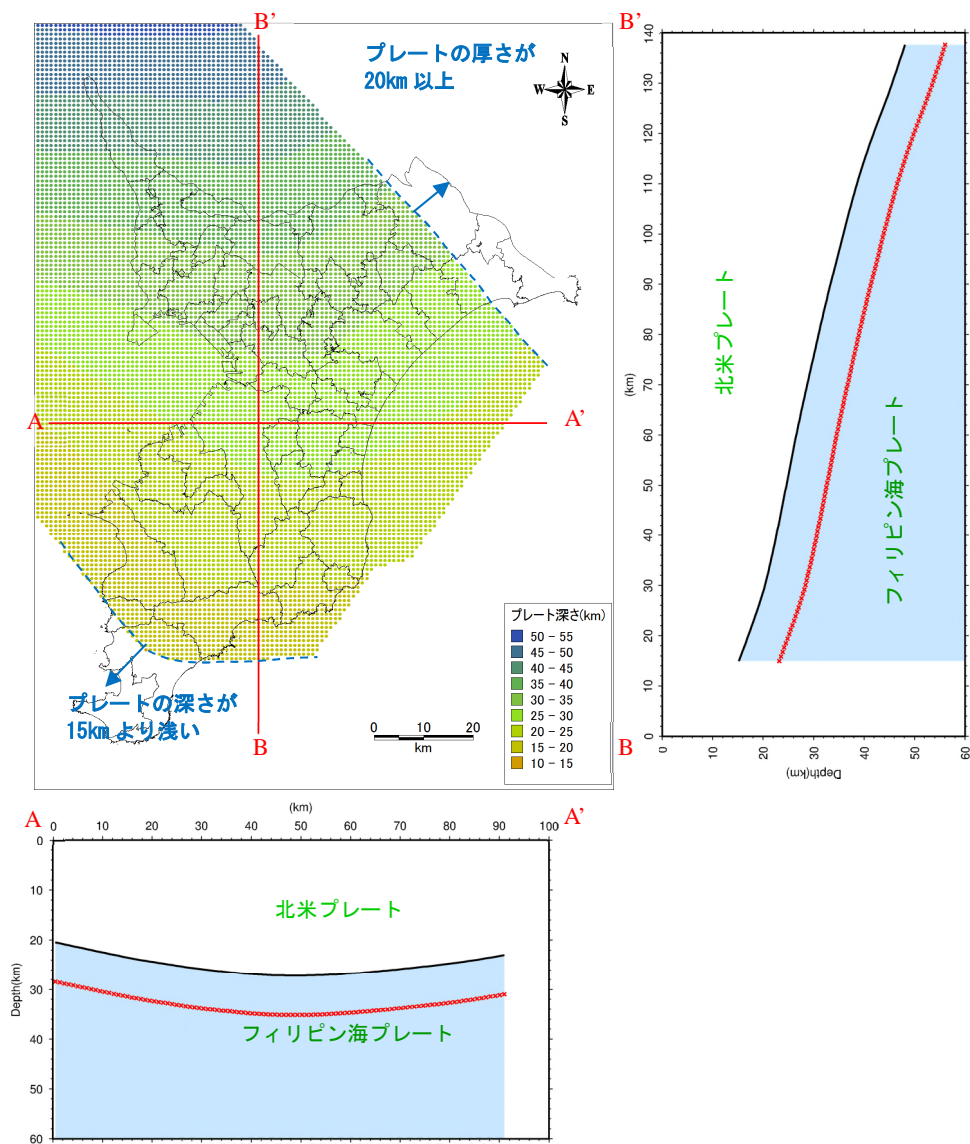 B'
プレートの厚さが
20km 以上
N
W
E
S
A
A'
プレート深さ(km)
50 - 55
45 - 50
40 - 45
35 - 40
30 - 35
25 - 30
20 - 25
15 - 20
10 - 15
プレートの深さが
15km より浅い
0 10 20
km
B
B'
140
130
120
110
100
90
80
70
60
50
40
30
20
10
0
(km)
北米プレート
フィリピン海プレート
B
0 10 20 30 40 50 60
Depth(km)
A
(km)
A'
0 10 20 30 40 50 60 70 80 90 100
0
10
20
30
40
50
60
Depth(km)
北米プレート
フィリピン海プレート